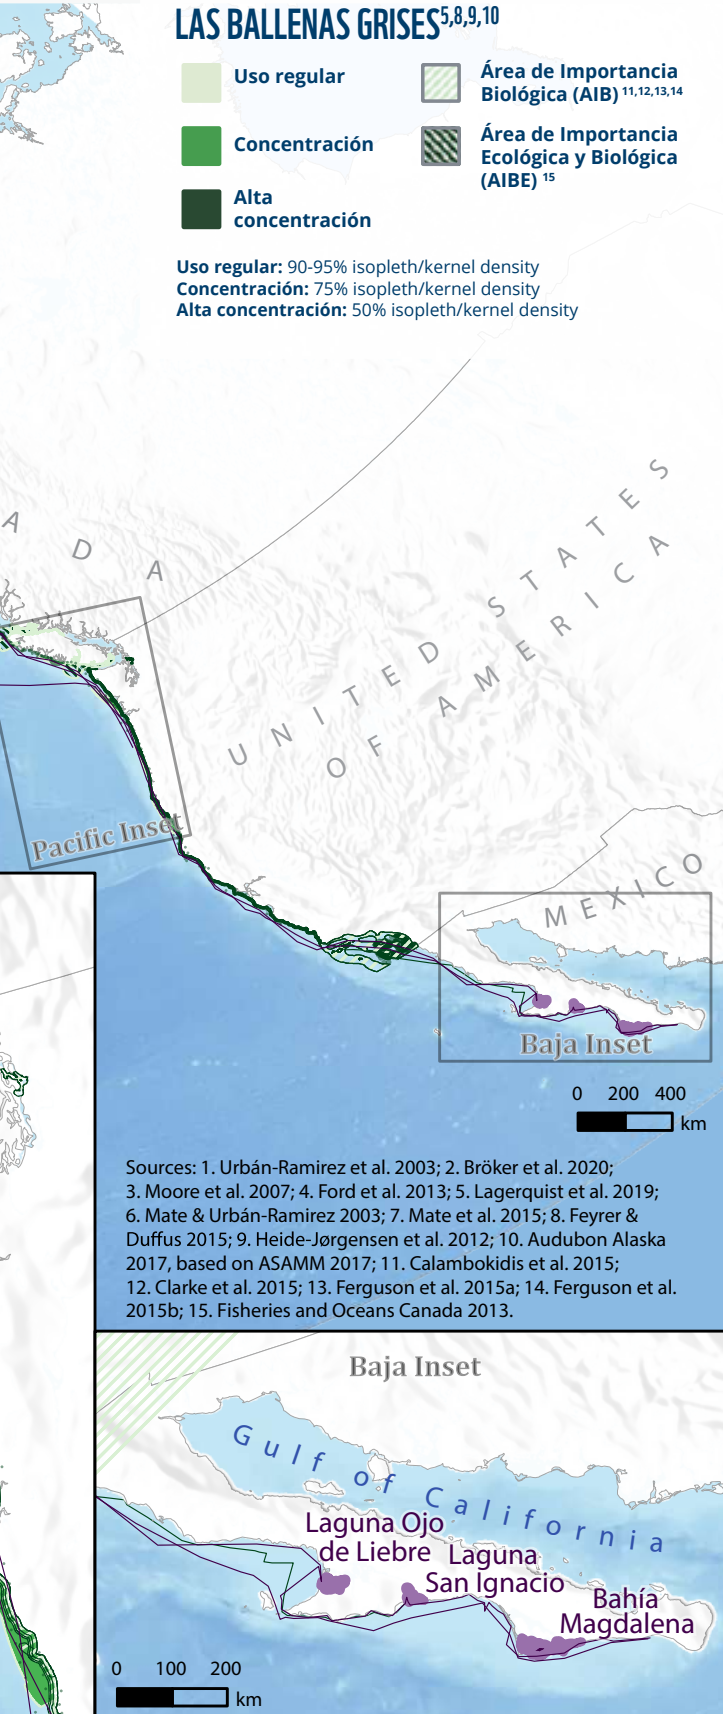 LAS BALLENAS GRISES5,8,9,10
Uso regular
Concentración
Alta
concentración
Área de Importancia
Biológica (AIB) 11,12,13,14
Área de Importancia
Ecológica y Biológica
(AIBE) 15
Uso regular: 90-95% isopleth/kernel density
Concentración: 75% isopleth/kernel density
Alta concentración: 50% isopleth/kernel density
A D A
UNITED STATES
OF AMERICA
MEXICO
Pacific Inset
Baja Inset
0 200 400
km
Sources: 1. Urbán-Ramirez et al. 2003; 2. Bröker et al. 2020;
3. Moore et al. 2007; 4. Ford et al. 2013; 5. Lagerquist et al. 2019;
6. Mate & Urbán-Ramirez 2003; 7. Mate et al. 2015; 8. Feyrer &
Duffus 2015; 9. Heide-Jørgensen et al. 2012; 10. Audubon Alaska
2017, based on ASAMM 2017; 11. Calambokidis et al. 2015;
12. Clarke et al. 2015; 13. Ferguson et al. 2015a; 14. Ferguson et al.
2015b; 15. Fisheries and Oceans Canada 2013.
Baja Inset
Gulf of California
Laguna Ojo
de Liebre
Laguna
San Ignacio
Bahía
Magdalena
0 100 200
km